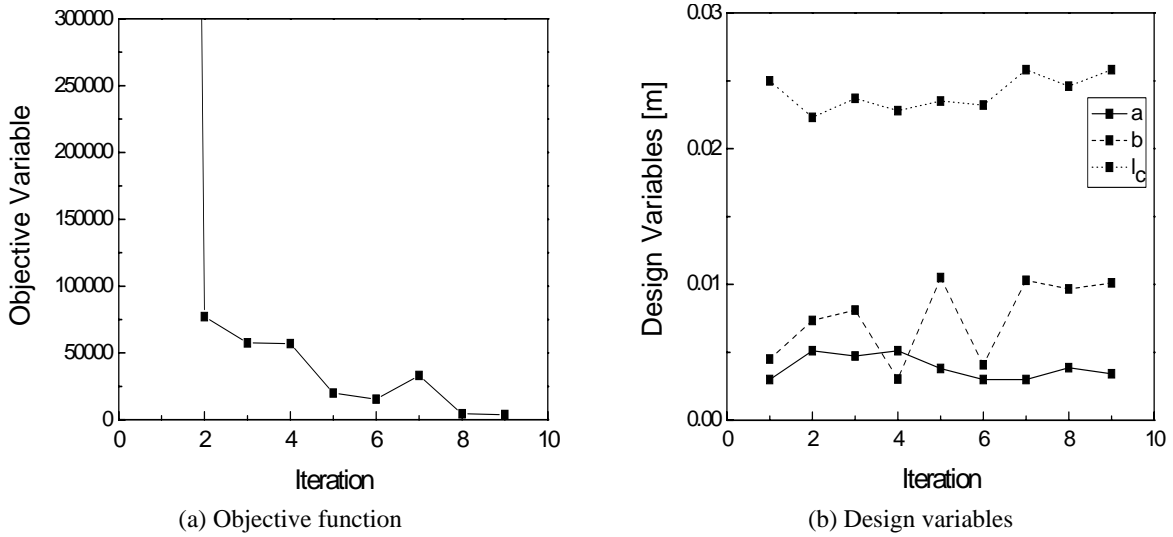 300000
250000
200000
150000
100000
50000
0
Objective Variable
0 2 4 6 8 10
Iteration
(a) Objective function
0.03
0.02
0.01
0.00
Design Variables [m]
a
b
l_c
0 2 4 6 8 10
Iteration
(b) Design variables